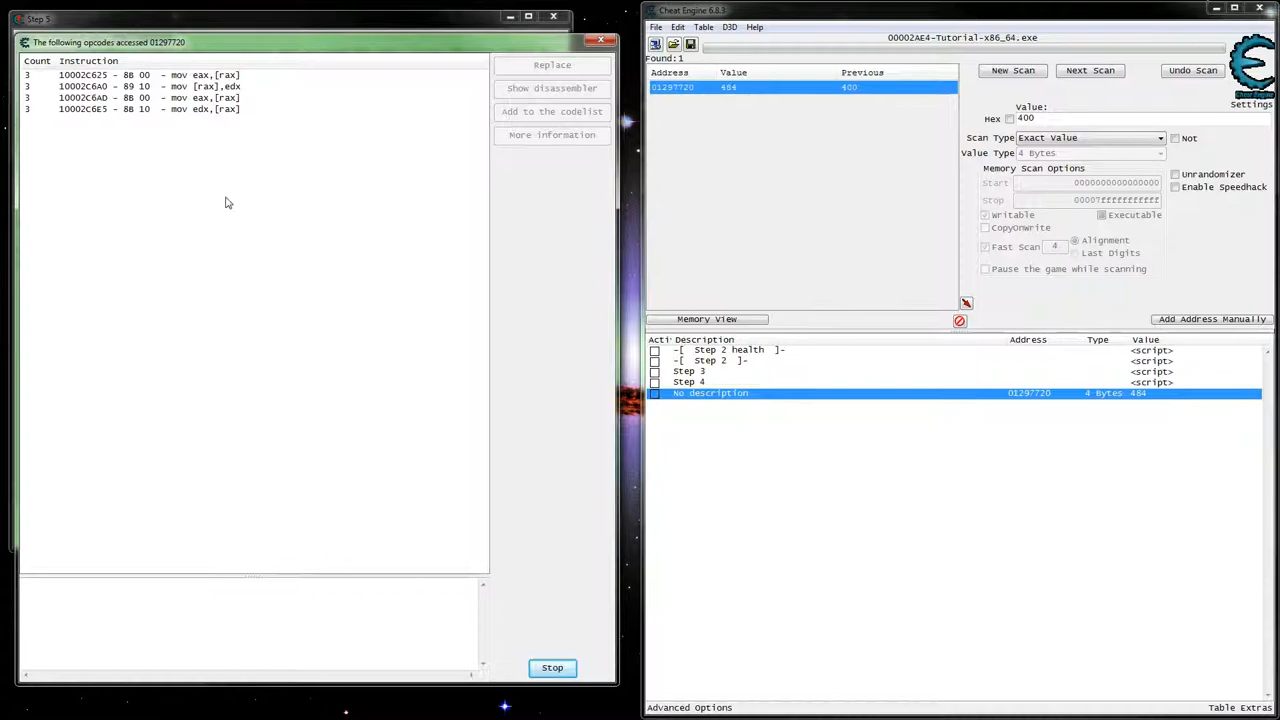 Step 5
The following opcodes accessed 01297720
Count Instruction
3 10002C625 - 8B 00 - mov eax,[rax]
3 10002C6A0 - 89 10 - mov [rax],edx
3 10002C6AD - 8B 00 - mov eax,[rax]
3 10002C6E5 - 8B 10 - mov edx,[rax]
Replace
Show disassembler
Add to the codelist
More information
Stop
Cheat Engine 6.8.3
File Edit Table D3D Help
00002AE4-Tutorial-x86_64.exe
Found:1
Address Value Previous
01297720 484 400
New Scan Next Scan Undo Scan
Settings
Value:
Hex 400
Scan Type Exact Value Not
Value Type 4 Bytes
Memory Scan Options
Unrandomizer
Enable Speedhack
Start 0000000000000000
Stop 00007fffffffffff
Writable Executable
CopyOnWrite
Fast Scan 4 Alignment
Last Digits
Pause the game while scanning
Memory View Add Address Manually
Acti Description Address Type Value
-[ Step 2 health ]- <script>
-[ Step 2 ]- <script>
Step 3 <script>
Step 4 <script>
No description 01297720 4 Bytes 484
Advanced Options Table Extras